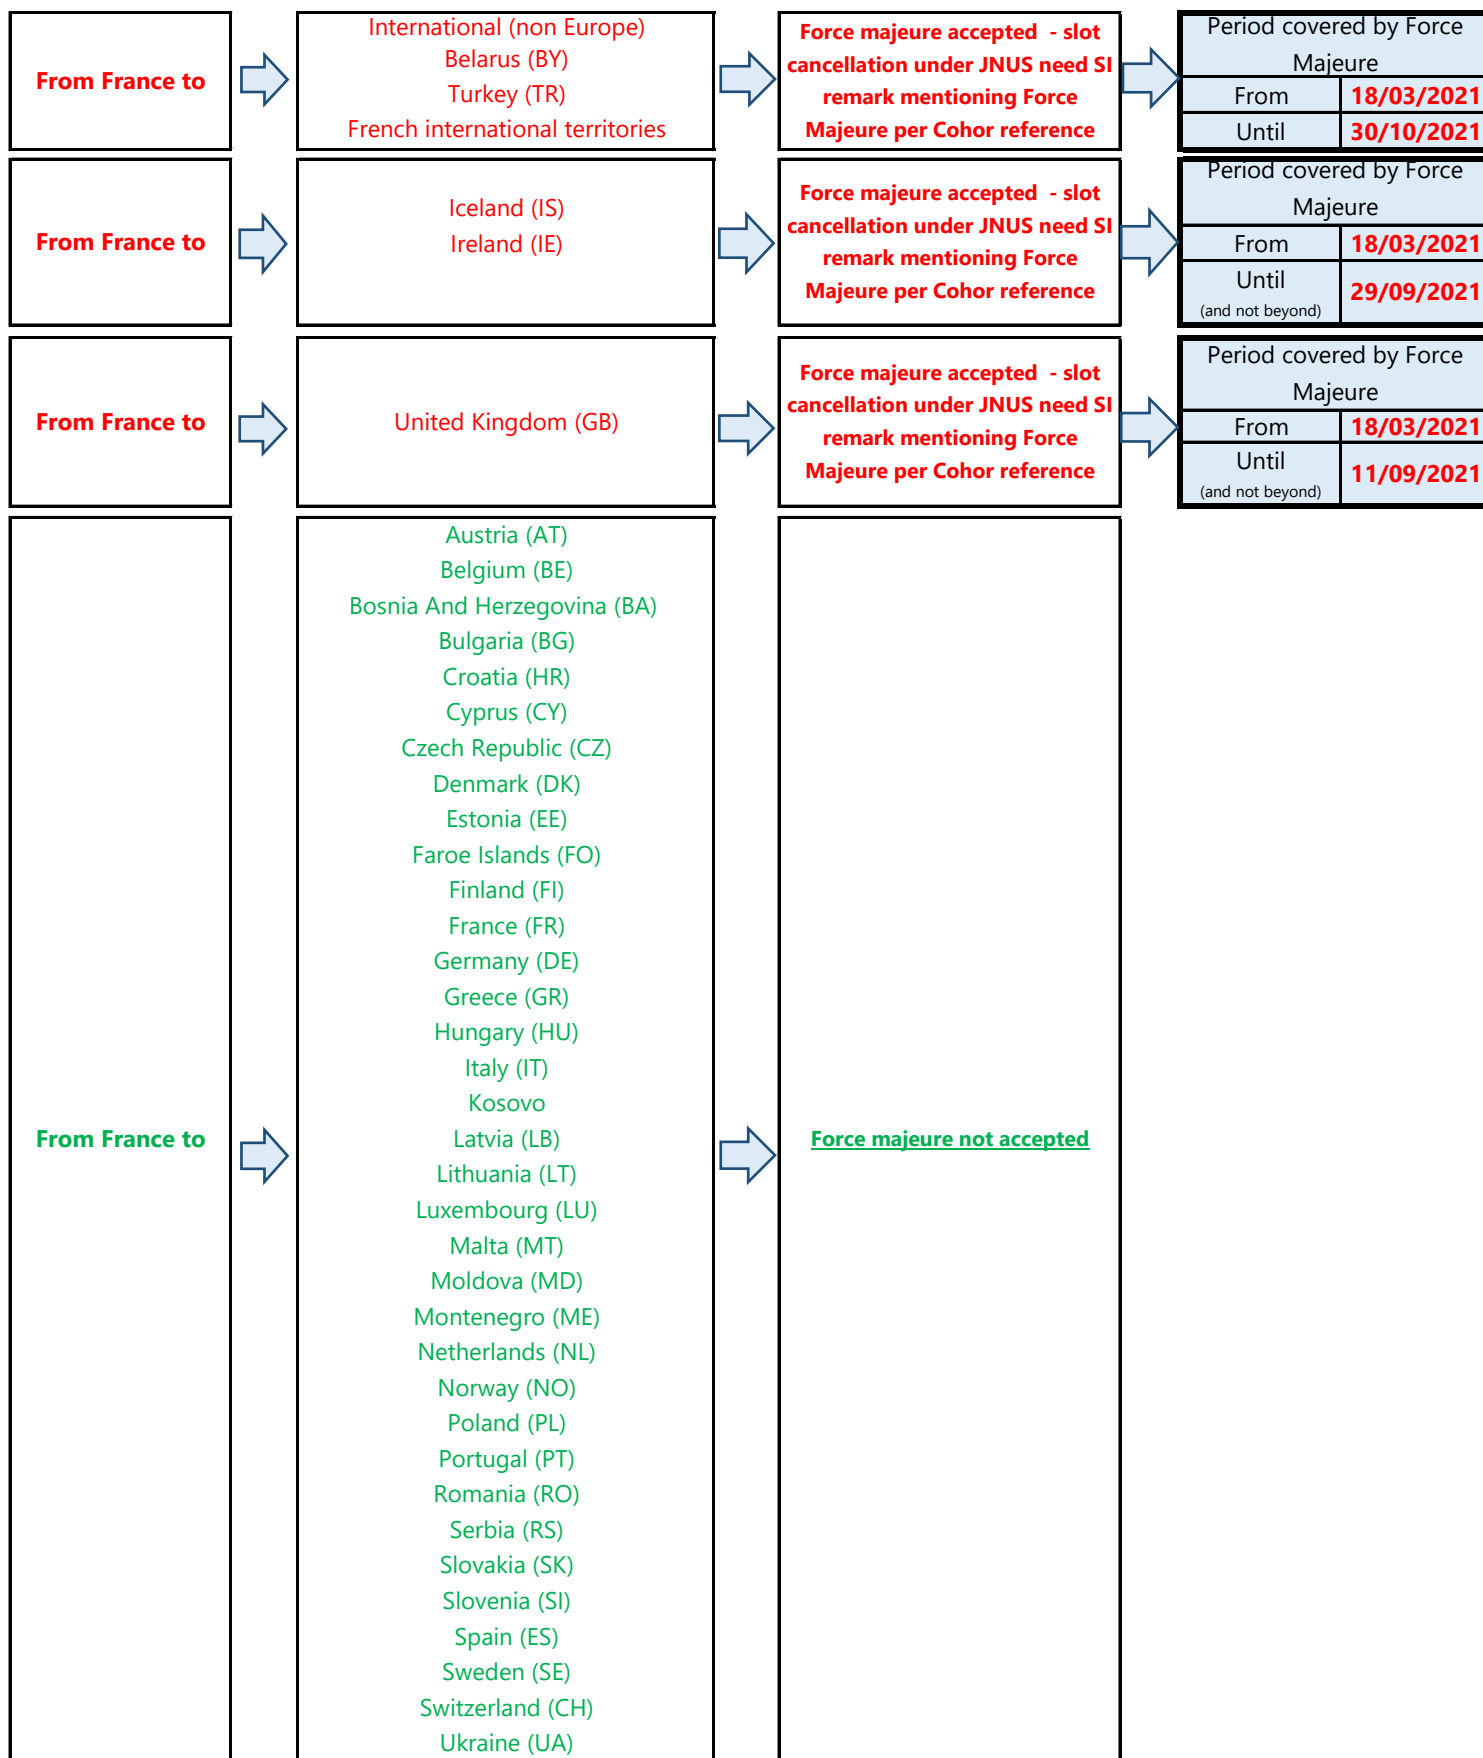 From France to
International (non Europe)
Belarus (BY)
Turkey (TR)
French international territories
Force majeure accepted - slot
cancellation under JNUS need SI
remark mentioning Force
Majeure per Cohor reference
Period covered by Force
Majeure
From 18/03/2021
Until 30/10/2021
From France to
Iceland (IS)
Ireland (IE)
Force majeure accepted - slot
cancellation under JNUS need SI
remark mentioning Force
Majeure per Cohor reference
Period covered by Force
Majeure
From 18/03/2021
Until
(and not beyond)
29/09/2021
From France to
United Kingdom (GB)
Force majeure accepted - slot
cancellation under JNUS need SI
remark mentioning Force
Majeure per Cohor reference
Period covered by Force
Majeure
From 18/03/2021
Until
(and not beyond)
11/09/2021
From France to
Austria (AT)
Belgium (BE)
Bosnia And Herzegovina (BA)
Bulgaria (BG)
Croatia (HR)
Cyprus (CY)
Czech Republic (CZ)
Denmark (DK)
Estonia (EE)
Faroe Islands (FO)
Finland (FI)
France (FR)
Germany (DE)
Greece (GR)
Hungary (HU)
Italy (IT)
Kosovo
Latvia (LB)
Lithuania (LT)
Luxembourg (LU)
Malta (MT)
Moldova (MD)
Montenegro (ME)
Netherlands (NL)
Norway (NO)
Poland (PL)
Portugal (PT)
Romania (RO)
Serbia (RS)
Slovakia (SK)
Slovenia (SI)
Spain (ES)
Sweden (SE)
Switzerland (CH)
Ukraine (UA)
Force majeure not accepted